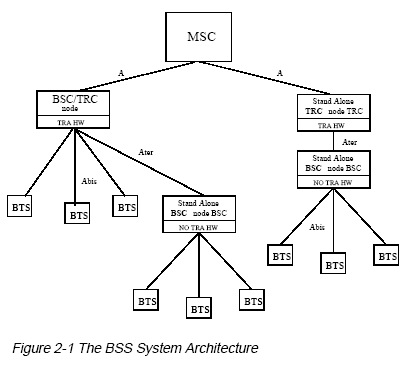 MSC
A
A
BSC/TRC
node
TRA HW
Stand Alone
TRC node TRC
TRA HW
Ater
Ater
Stand Alone
BSC node BSC
NO TRA HW
Abis
BTS
BTS
BTS
Stand Alone
BSC node BSC
NO TRA HW
Abis
BTS
BTS
BTS
BTS
BTS
BTS
Figure 2-1 The BSS System Architecture